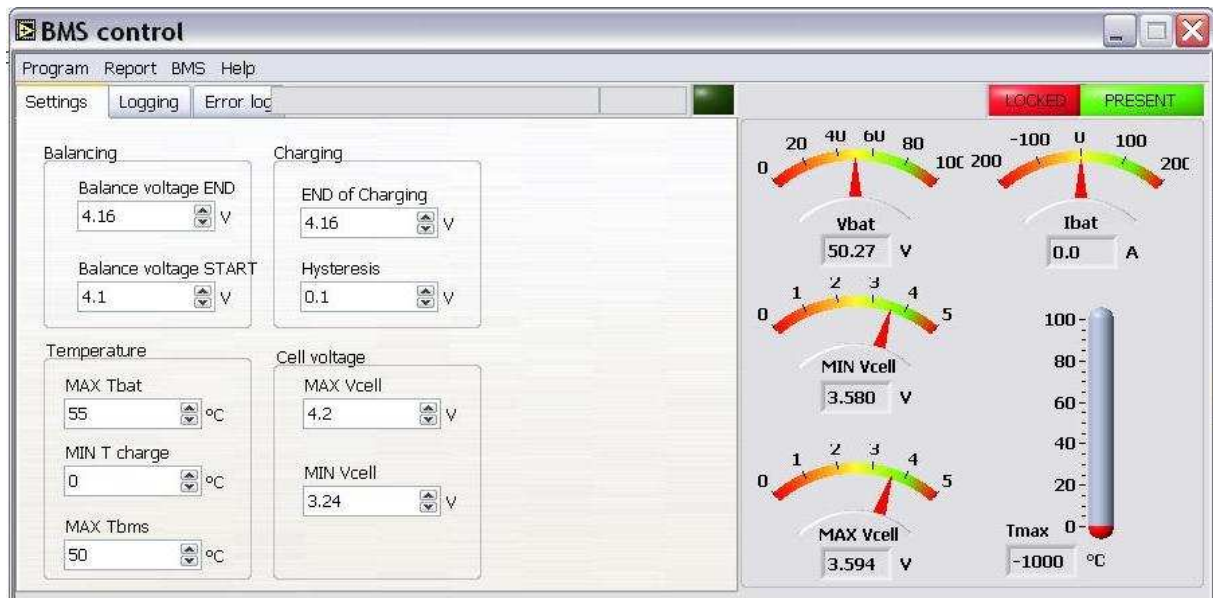 BMS control
Program Report BMS Help
Settings Logging Error log
LOCKED PRESENT
Balancing
Balance voltage END
4.16 V
Balance voltage START
4.1 V
Charging
END of Charging
4.16 V
Hysteresis
0.1 V
Temperature
MAX Tbat
55 °C
MIN T charge
0 °C
MAX Tbms
50 °C
Cell voltage
MAX Vcell
4.2 V
MIN Vcell
3.24 V
0 20 40 60 80 100
Vbat
50.27 V
200 -100 0 100 200
Ibat
0.0 A
0 1 2 3 4 5
MIN Vcell
3.580 V
0 1 2 3 4 5
MAX Vcell
3.594 V
100
80
60
40
20
0
Tmax
-1000 °C